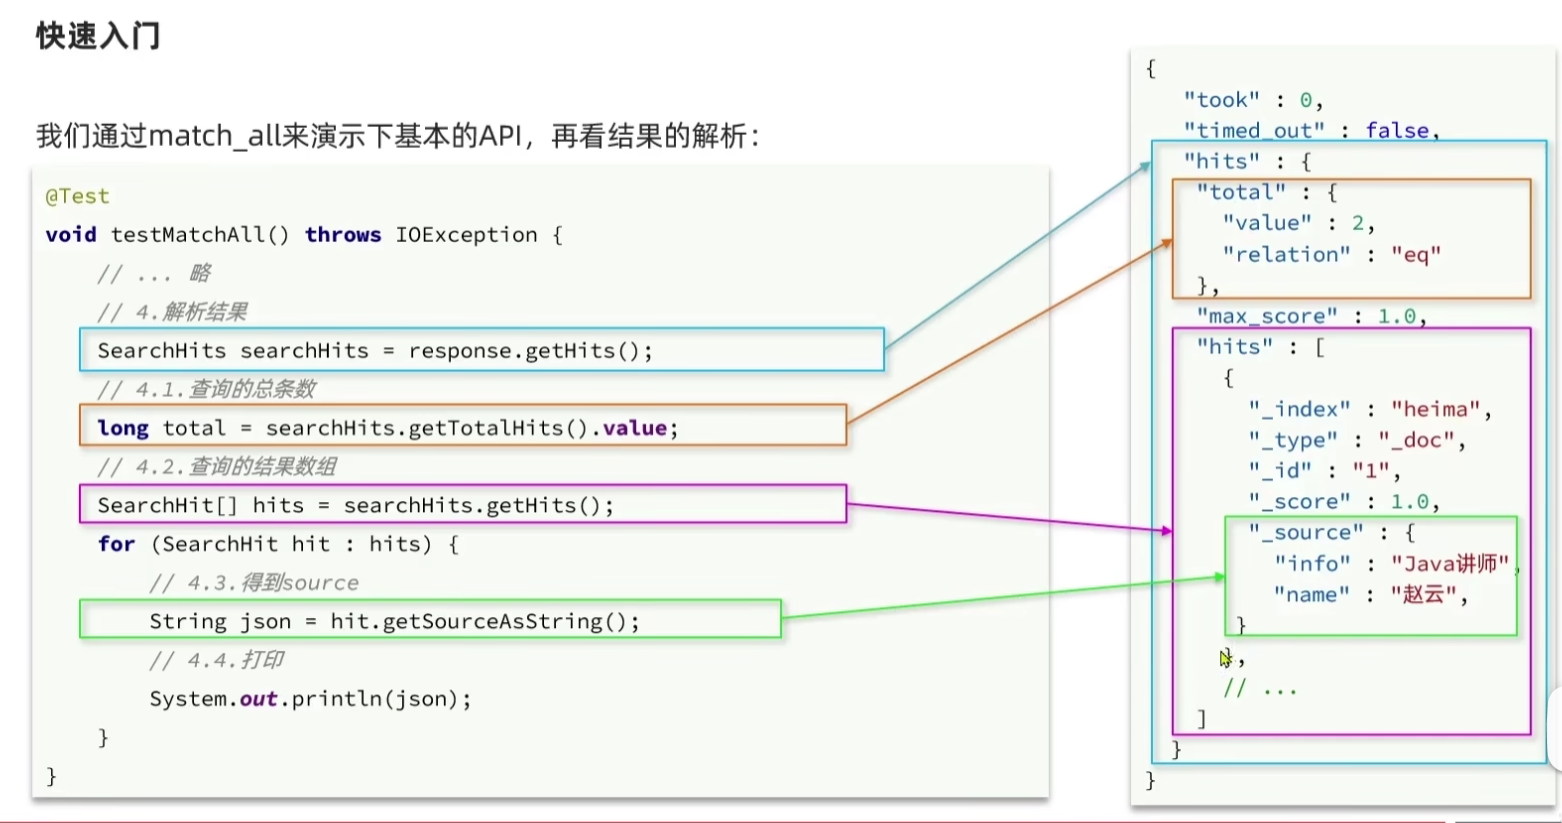 快速入门
我们通过match_all来演示下基本的API，再看结果的解析：
@Test
void testMatchAll() throws IOException {
// ... 略
// 4.解析结果
SearchHits searchHits = response.getHits();
// 4.1.查询的总条数
long total = searchHits.getTotalHits().value;
// 4.2.查询的结果数组
SearchHit[] hits = searchHits.getHits();
for (SearchHit hit : hits) {
// 4.3.得到source
String json = hit.getSourceAsString();
// 4.4.打印
System.out.println(json);
}
}
{
"took" : 0,
"timed_out" : false,
"hits" : {
"total" : {
"value" : 2,
"relation" : "eq"
},
"max_score" : 1.0,
"hits" : [
{
"_index" : "heima",
"_type" : "_doc",
"_id" : "1",
"_score" : 1.0,
"_source" : {
"info" : "Java讲师",
"name" : "赵云",
}
},
// ...
]
}
}